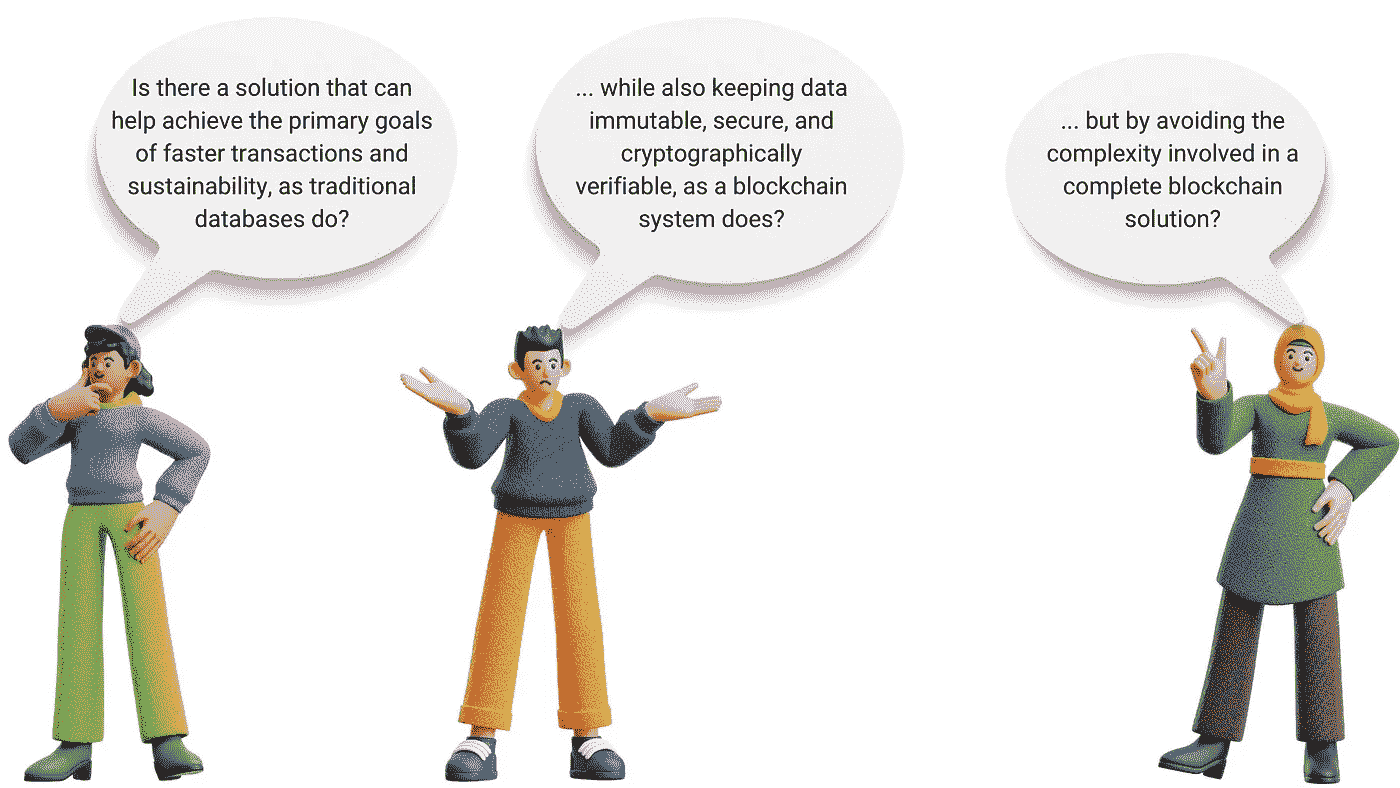 Is there a solution that can
help achieve the primary goals
of faster transactions and
sustainability, as traditional
databases do?
... while also keeping data
immutable, secure, and
cryptographically
verifiable, as a blockchain
system does?
... but by avoiding the
complexity involved in a
complete blockchain
solution?